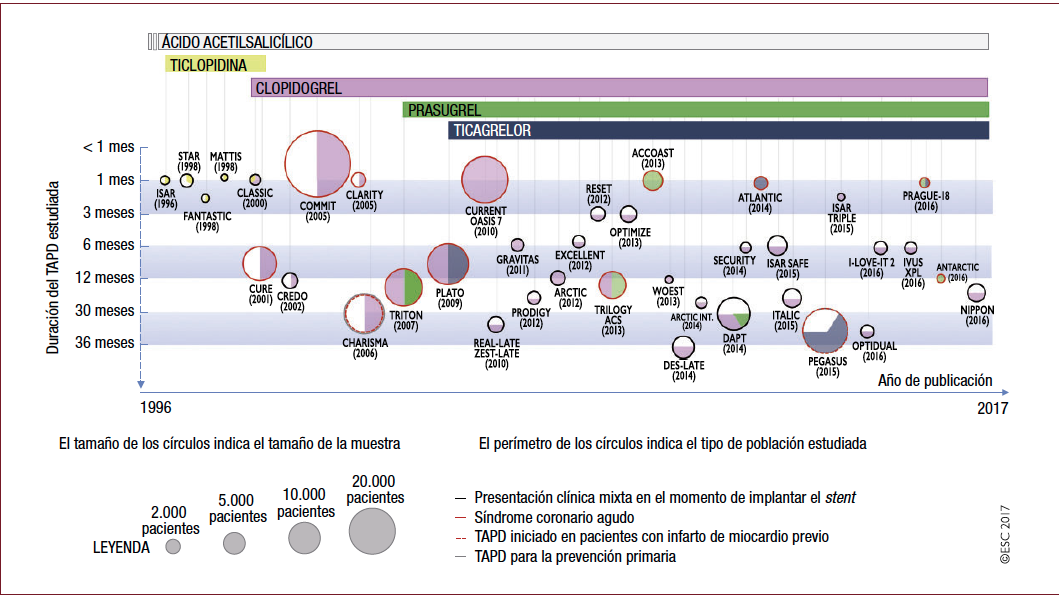 ÁCIDO ACETILSALICÍLICO
TICLOPIDINA
CLOPIDOGREL
PRASUGREL
TICAGRELOR
Duración del TAPD estudiada
< 1 mes
1 mes
3 meses
6 meses
12 meses
30 meses
36 meses
STAR
(1998)
MATTIS
(1998)
ISAR
(1996)
FANTASTIC
(1998)
CLASSIC
(2000)
COMMIT
(2005)
CLARITY
(2005)
CURRENT
OASIS 7
(2010)
ACCOAST
(2013)
RESET
(2012)
OPTIMIZE
(2013)
ATLANTIC
(2014)
ISAR
TRIPLE
(2015)
PRAGUE-18
(2016)
CURE
(2001)
CREDO
(2002)
CHARISMA
(2006)
TRITON
(2007)
PLATO
(2009)
GRAVITAS
(2011)
EXCELLENT
(2012)
ARCTIC
(2012)
PRODIGY
(2012)
REAL-LATE
ZEST-LATE
(2010)
TRILOGY
ACS
(2013)
WOEST
(2013)
ARCTIC INT.
(2014)
DES-LATE
(2014)
SECURITY
(2014)
DAPT
(2014)
ISAR SAFE
(2015)
ITALIC
(2015)
PEGASUS
(2015)
I-LOVE-IT 2
(2016)
OPTIDUAL
(2016)
IVUS
XPL
(2016)
ANTARCTIC
(2016)
NIPPON
(2016)
Año de publicación
1996
2017
El tamaño de los círculos indica el tamaño de la muestra
El perímetro de los círculos indica el tipo de población estudiada
LEYENDA
2.000
pacientes
5.000
pacientes
10.000
pacientes
20.000
pacientes
Presentación clínica mixta en el momento de implantar el stent
Síndrome coronario agudo
TAPD iniciado en pacientes con infarto de miocardio previo
TAPD para la prevención primaria
©ESC 2017